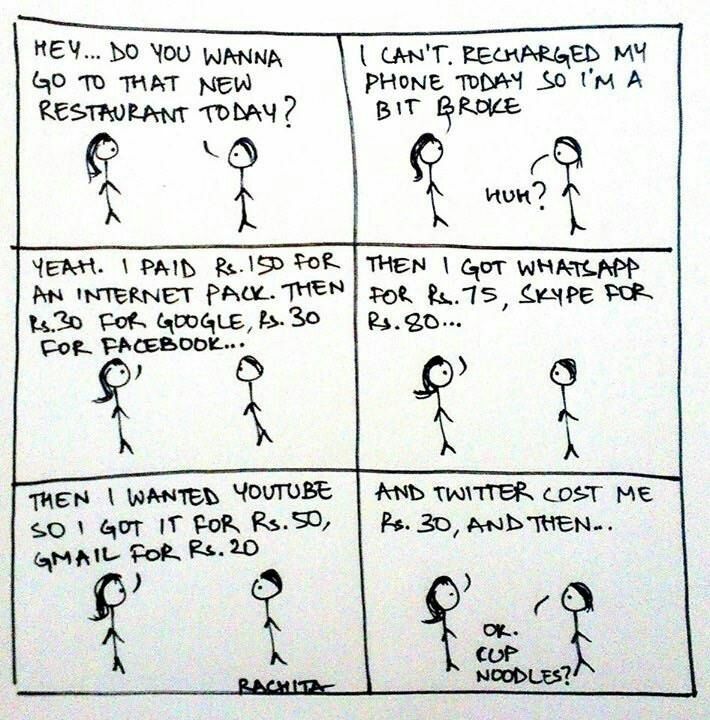 HEY... DO YOU WANNA
GO TO THAT NEW
RESTAURANT TODAY?
I CAN'T. RECHARGED MY
PHONE TODAY SO I'M A
BIT BROKE
HUH?
YEAH. I PAID Rs.150 FOR
AN INTERNET PACK. THEN
Rs.30 FOR GOOGLE, Rs.30
FOR FACEBOOK...
THEN I GOT WHATSAPP
FOR Rs.75, SKYPE FOR
Rs.80...
THEN I WANTED YOUTUBE
SO I GOT IT FOR Rs.50,
GMAIL FOR Rs.20
AND TWITTER COST ME
Rs.30, AND THEN...
OK.
CUP
NOODLES?
RACHITA